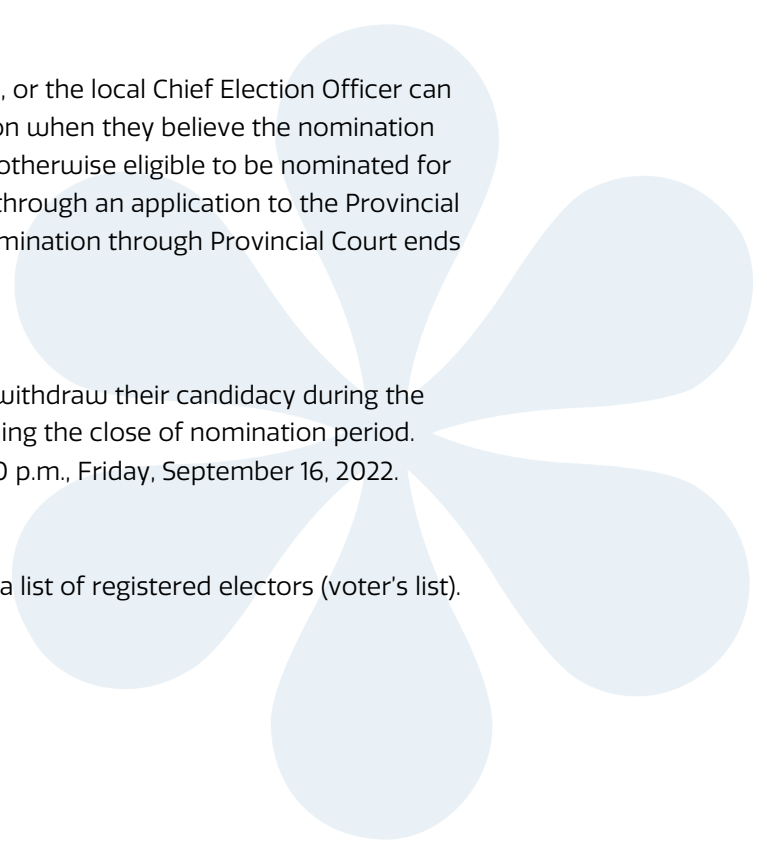 , or the local Chief Election Officer can
on when they believe the nomination
otherwise eligible to be nominated for
through an application to the Provincial
mination through Provincial Court ends
withdraw their candidacy during the
ing the close of nomination period.
0 p.m., Friday, September 16, 2022.
a list of registered electors (voter's list).